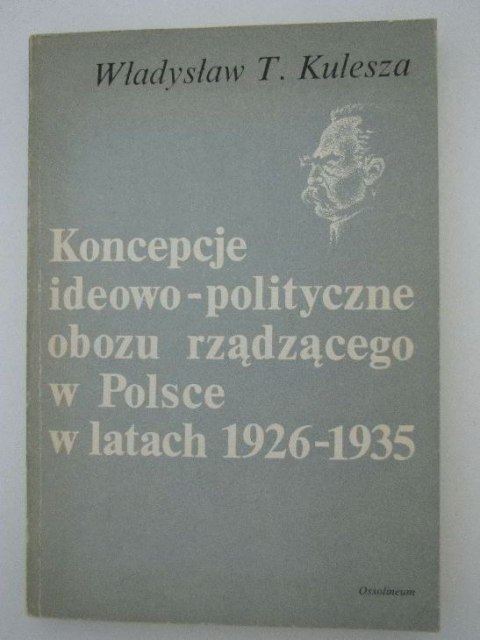 Władysław T. Kulesza
Koncepcje
ideowo-polityczne
obozu rządzącego
w Polsce
w latach 1926-1935
Ossolineum